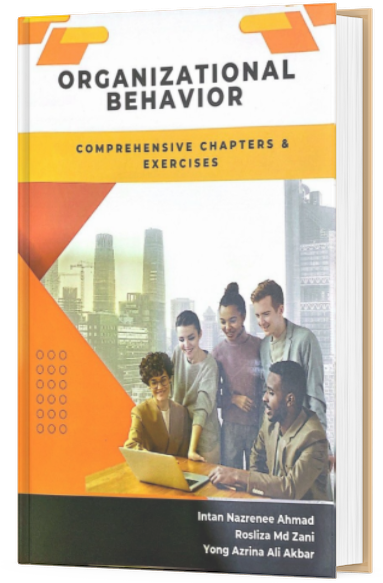 ORGANIZATIONAL
BEHAVIOR
COMPREHENSIVE CHAPTERS &
EXERCISES
Intan Nazrenee Ahmad
Rosliza Md Zani
Yong Azrina Ali Akbar